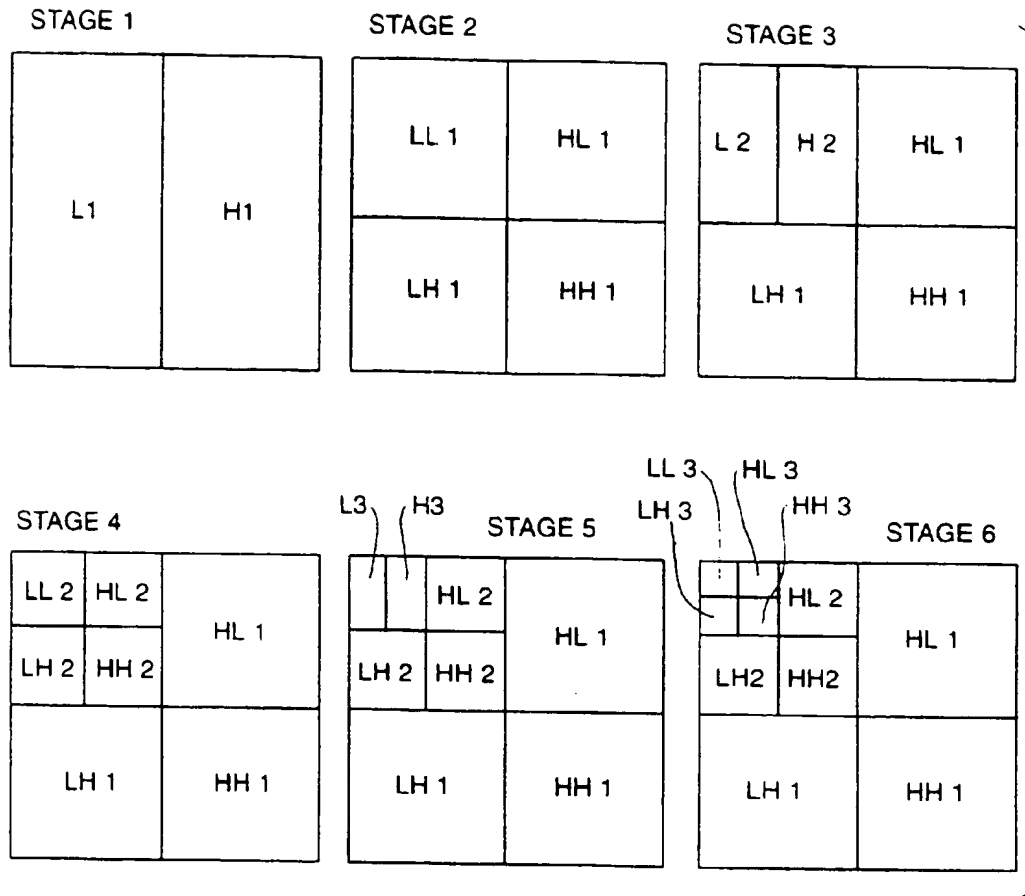 STAGE 1
L1
H1
STAGE 2
LL 1
HL 1
LH 1
HH 1
STAGE 3
L 2
H 2
HL 1
LH 1
HH 1
STAGE 4
LL 2
HL 2
HL 1
LH 2
HH 2
LH 1
HH 1
L3
H3
STAGE 5
HL 2
HL 1
LH 2
HH 2
LH 1
HH 1
LL 3
HL 3
LH 3
HH 3
STAGE 6
HL 2
HL 1
LH2
HH2
LH 1
HH 1